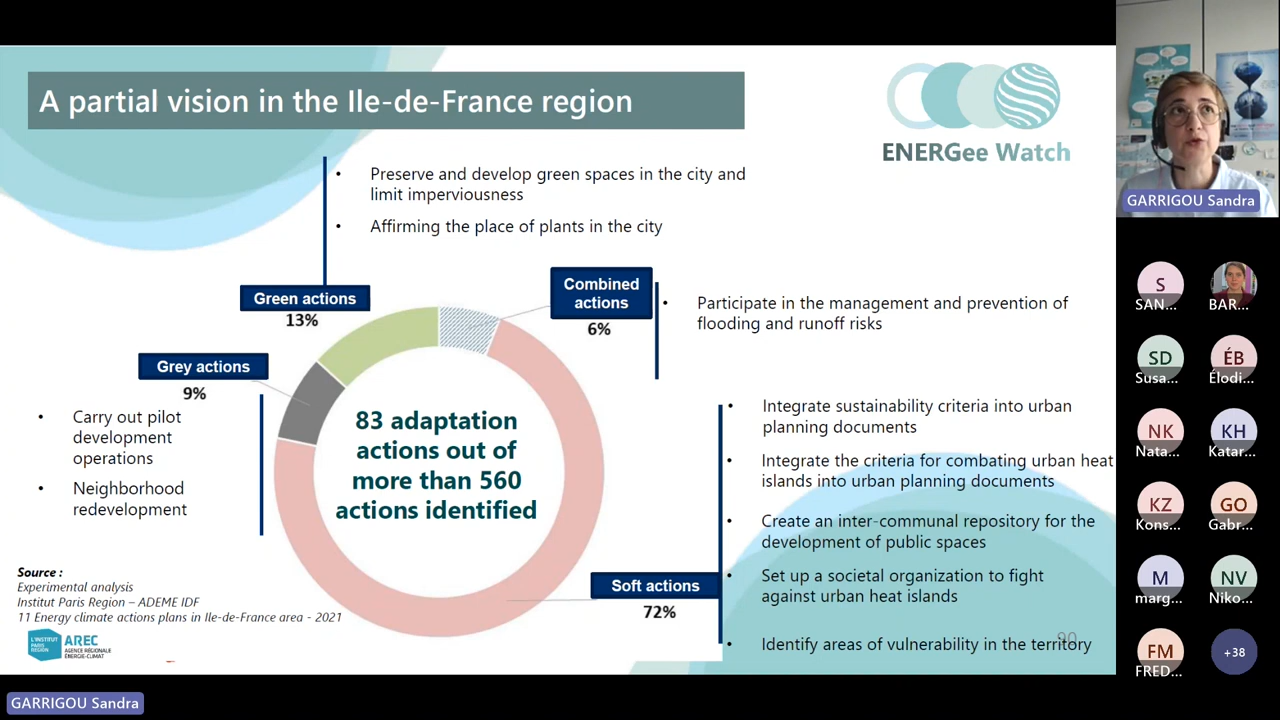 A partial vision in the Ile-de-France region
ENERGee Watch
GARRIGOU Sandra
• Preserve and develop green spaces in the city and
limit imperviousness
• Affirming the place of plants in the city
Green actions
13%
Combined
actions
6%
• Participate in the management and prevention of
flooding and runoff risks
Grey actions
9%
• Carry out pilot
development
operations
• Neighborhood
redevelopment
83 adaptation
actions out of
more than 560
actions identified
• Integrate sustainability criteria into urban
planning documents
• Integrate the criteria for combating urban heat
islands into urban planning documents
• Create an inter-communal repository for the
development of public spaces
• Set up a societal organization to fight
against urban heat islands
• Identify areas of vulnerability in the territory
Soft actions
72%
Source :
Experimental analysis
Institut Paris Region – ADEME IDF
11 Energy climate actions plans in Ile-de-France area - 2021
L'INSTITUT
PARIS
REGION
AREC
AGENCE RÉGIONALE
ÉNERGIE-CLIMAT
90
S
SAN...
BAR...
SD
Susa...
ÉB
Élodi...
NK
Nata...
KH
Katar...
KZ
Kons...
GO
Gabr...
M
marg...
NV
Niko...
FM
FRED...
+38
GARRIGOU Sandra